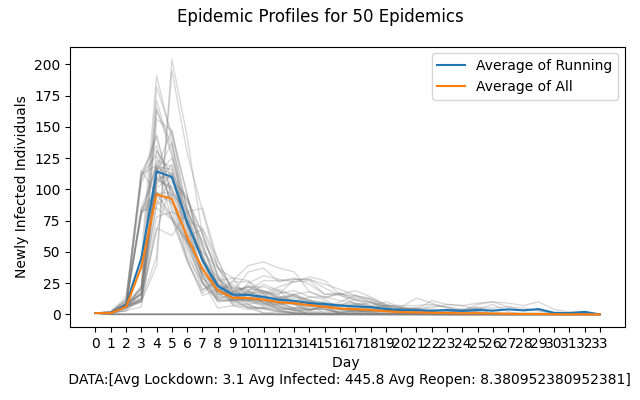 Epidemic Profiles for 50 Epidemics
Average of Running
Average of All
200
175
150
125
100
75
50
25
0
Newly Infected Individuals
0 1 2 3 4 5 6 7 8 9 10 11 12 13 14 15 16 17 18 19 20 21 22 23 24 25 26 27 28 29 30 31 32 33
Day
DATA:[Avg Lockdown: 3.1 Avg Infected: 445.8 Avg Reopen: 8.380952380952381]